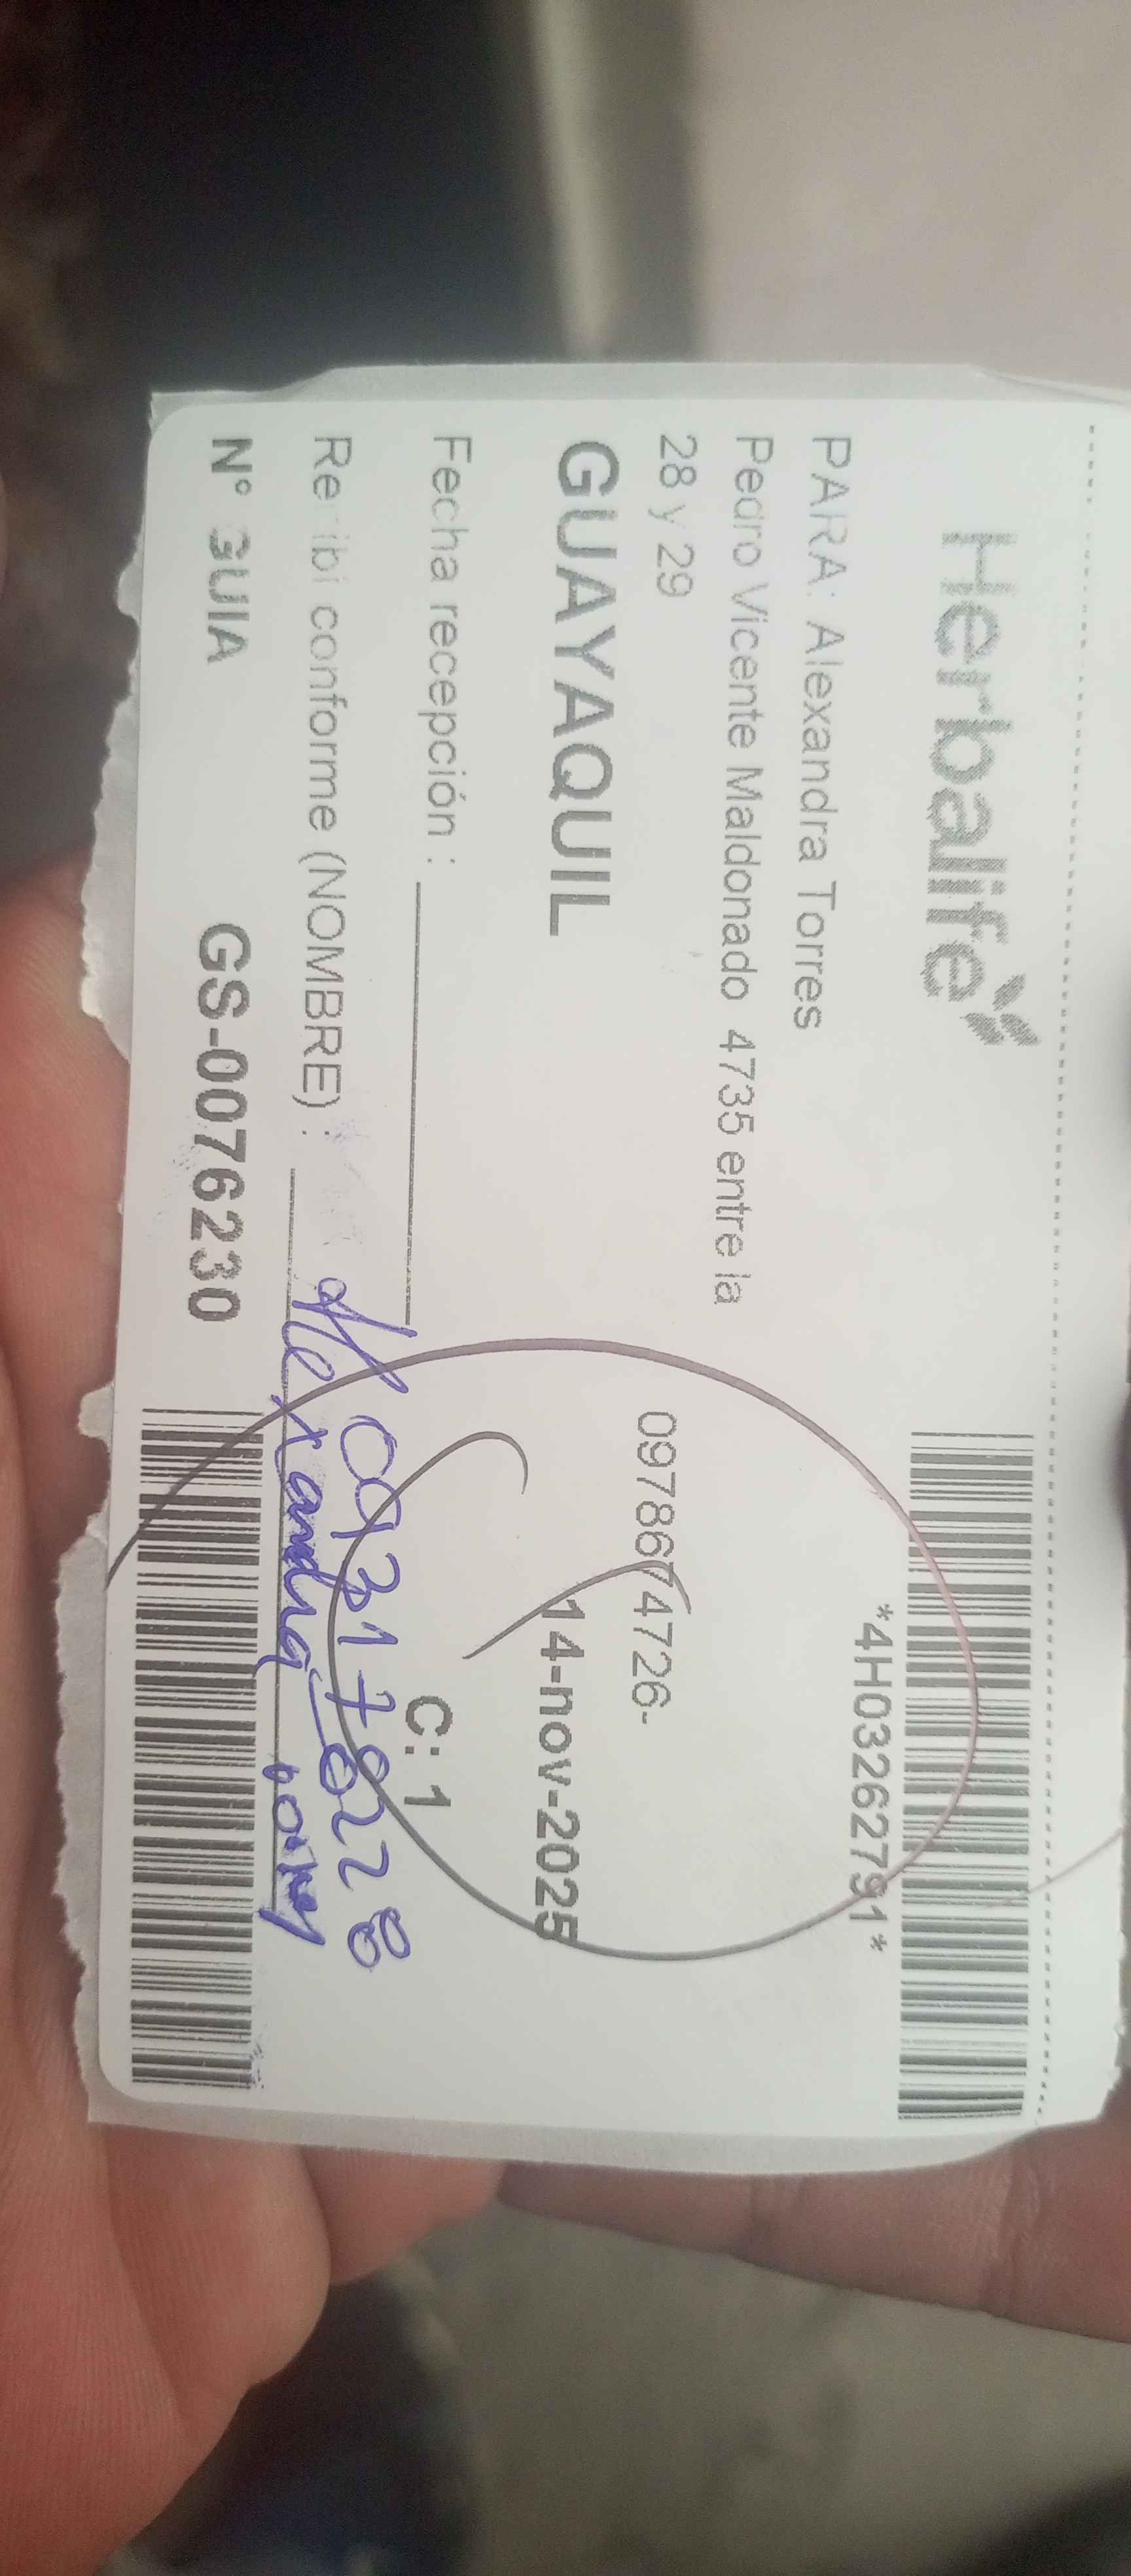 Herbalife
*4H03262791*
PARA: Alexandra Torres
Pedro Vicente Maldonado 4735 entre la
28 y 29
0978674726-
GUAYAQUIL
14-nov-2025
Fecha recepción :
C: 1
Recibi conforme (NOMBRE) :
Alexandra
N° GUIA
GS-0076230